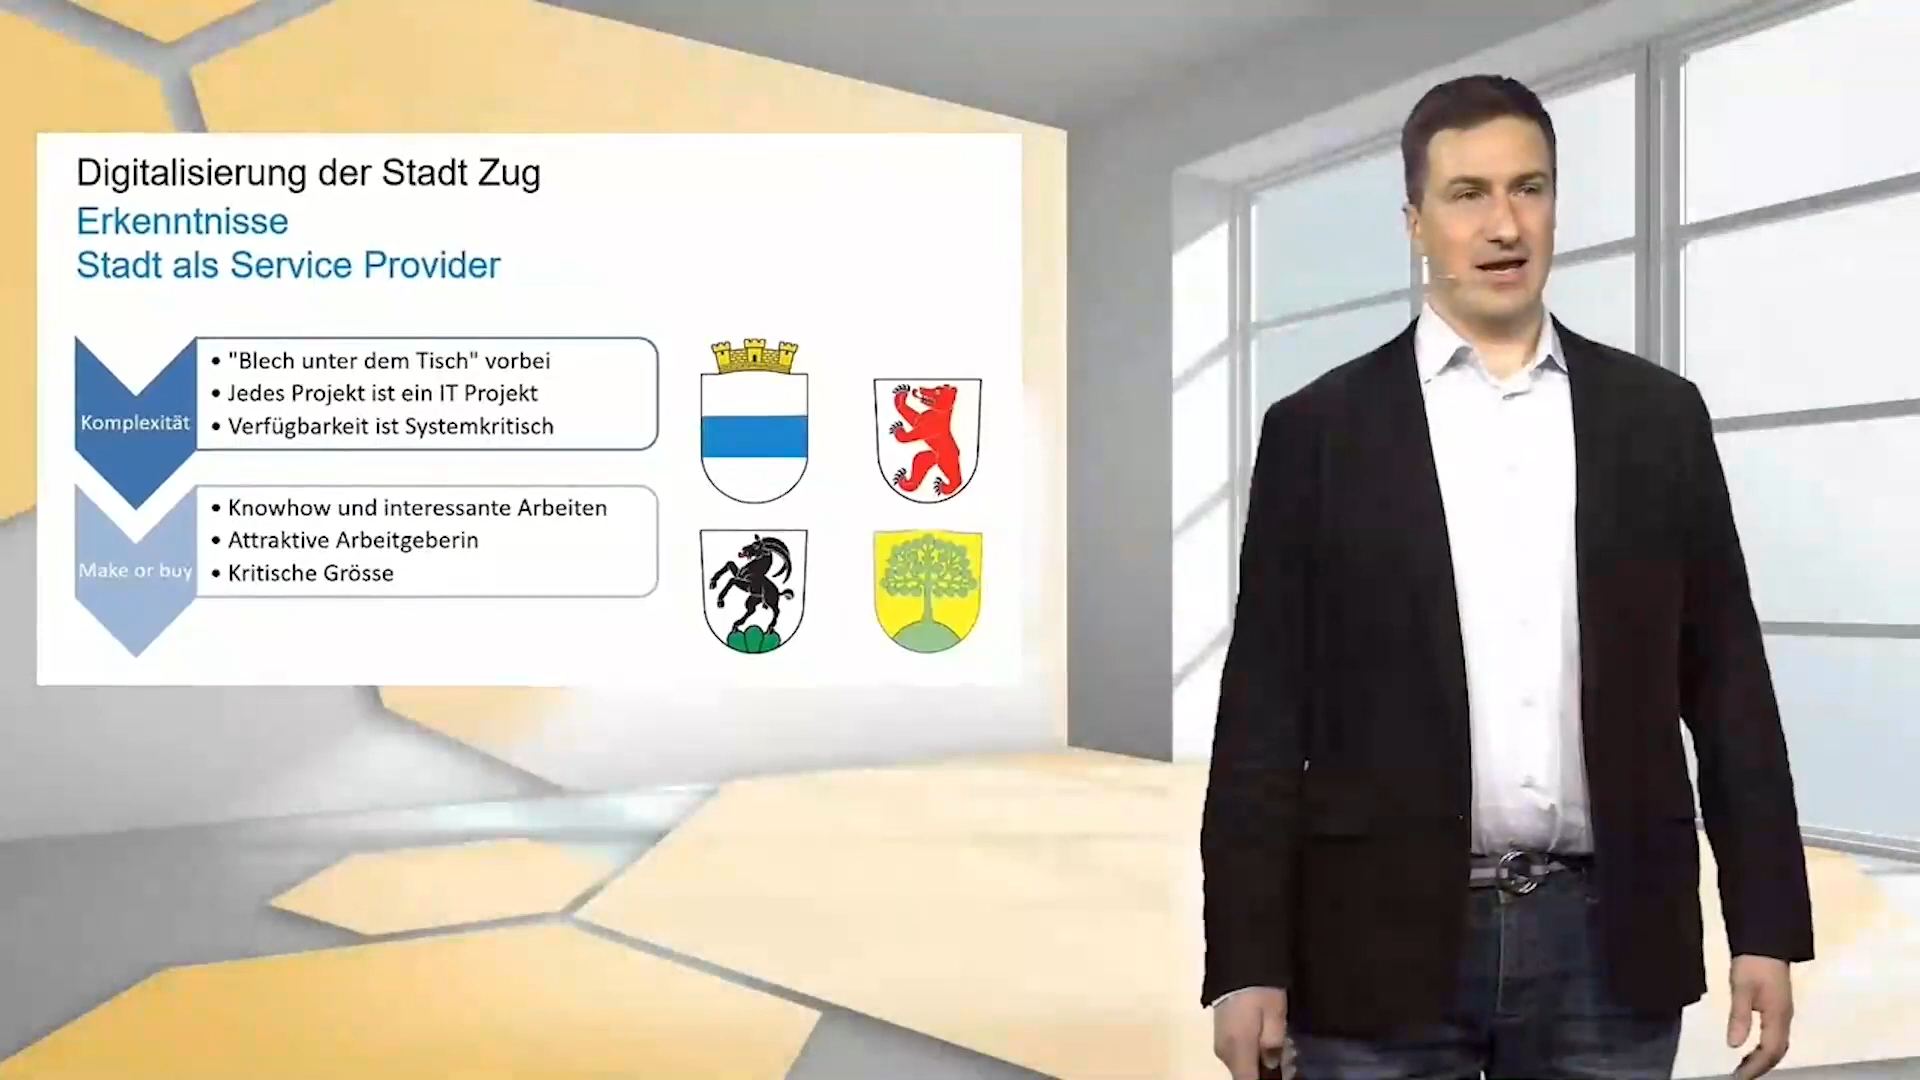 Digitalisierung der Stadt Zug
Erkenntnisse
Stadt als Service Provider
Komplexität
• "Blech unter dem Tisch" vorbei
• Jedes Projekt ist ein IT Projekt
• Verfügbarkeit ist Systemkritisch
Make or buy
• Knowhow und interessante Arbeiten
• Attraktive Arbeitgeberin
• Kritische Grösse